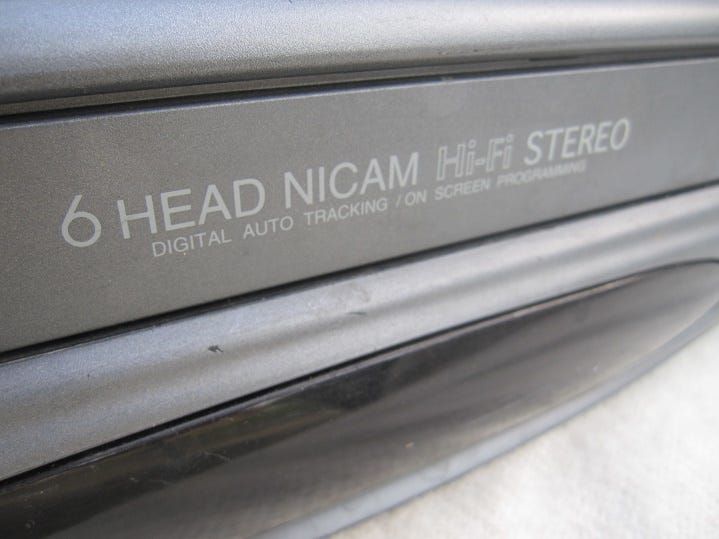 6 HEAD NICAM Hi-Fi STEREO
DIGITAL AUTO TRACKING / ON SCREEN PROGRAMMING